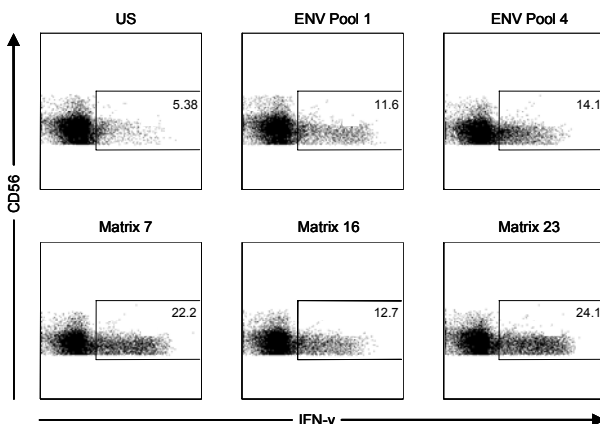 US ENV Pool 1 ENV Pool 4
5.38 11.6 14.1
CD56
Matrix 7 Matrix 16 Matrix 23
22.2 12.7 24.1
IFN-γ